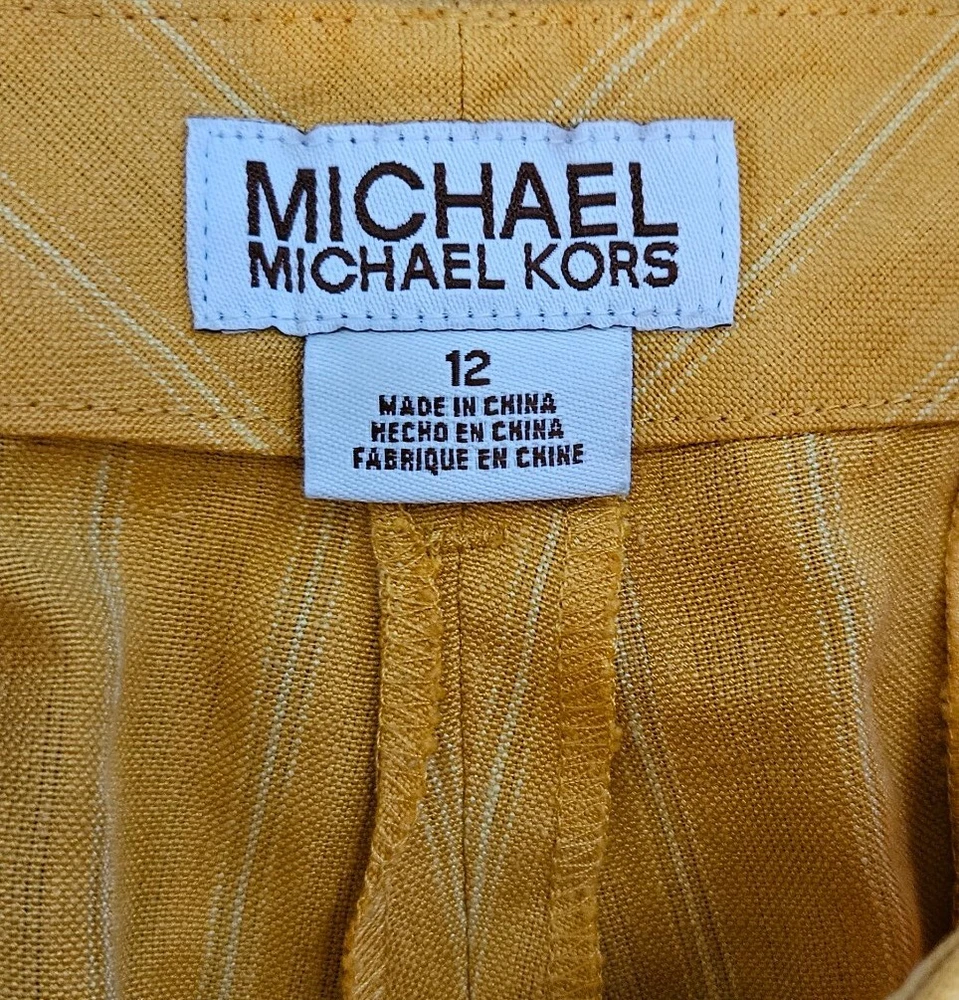 MICHAEL
MICHAEL KORS
12
MADE IN CHINA
HECHO EN CHINA
FABRIQUE EN CHINE